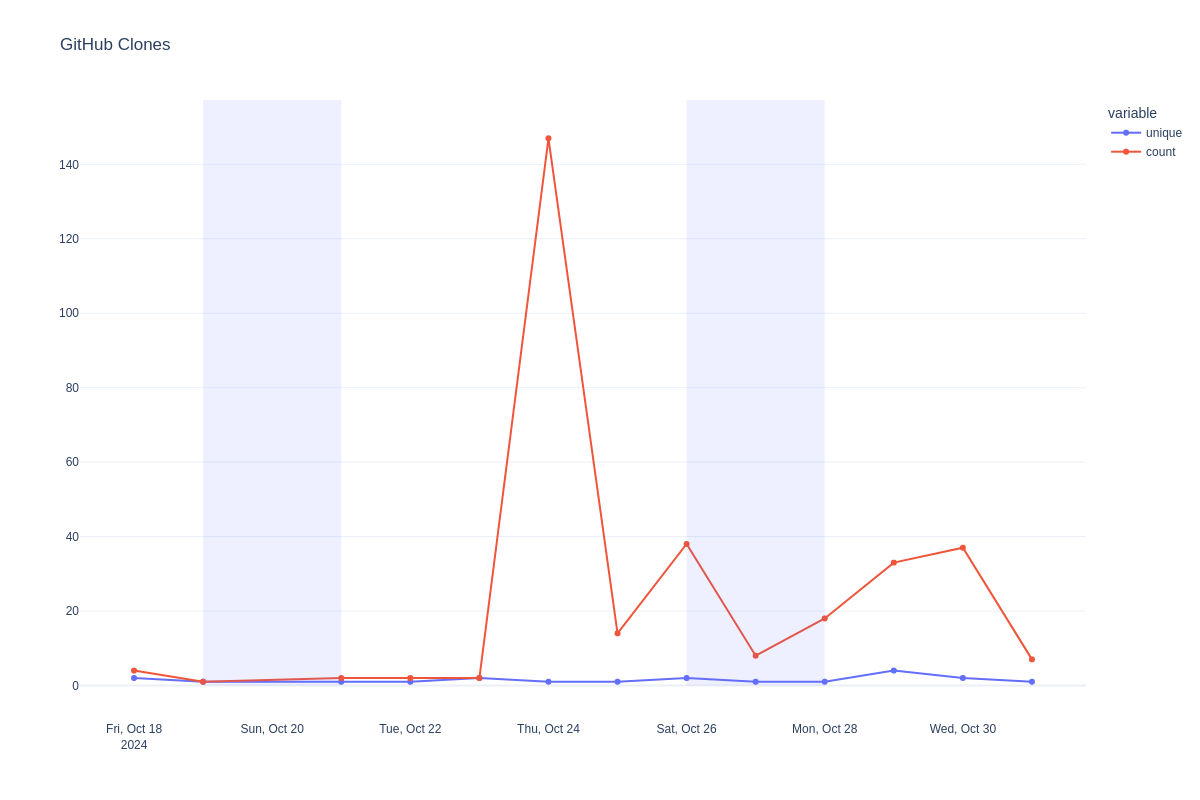 GitHub Clones
variable
unique
count
140
120
100
80
60
40
20
0
Fri, Oct 18
2024
Sun, Oct 20
Tue, Oct 22
Thu, Oct 24
Sat, Oct 26
Mon, Oct 28
Wed, Oct 30